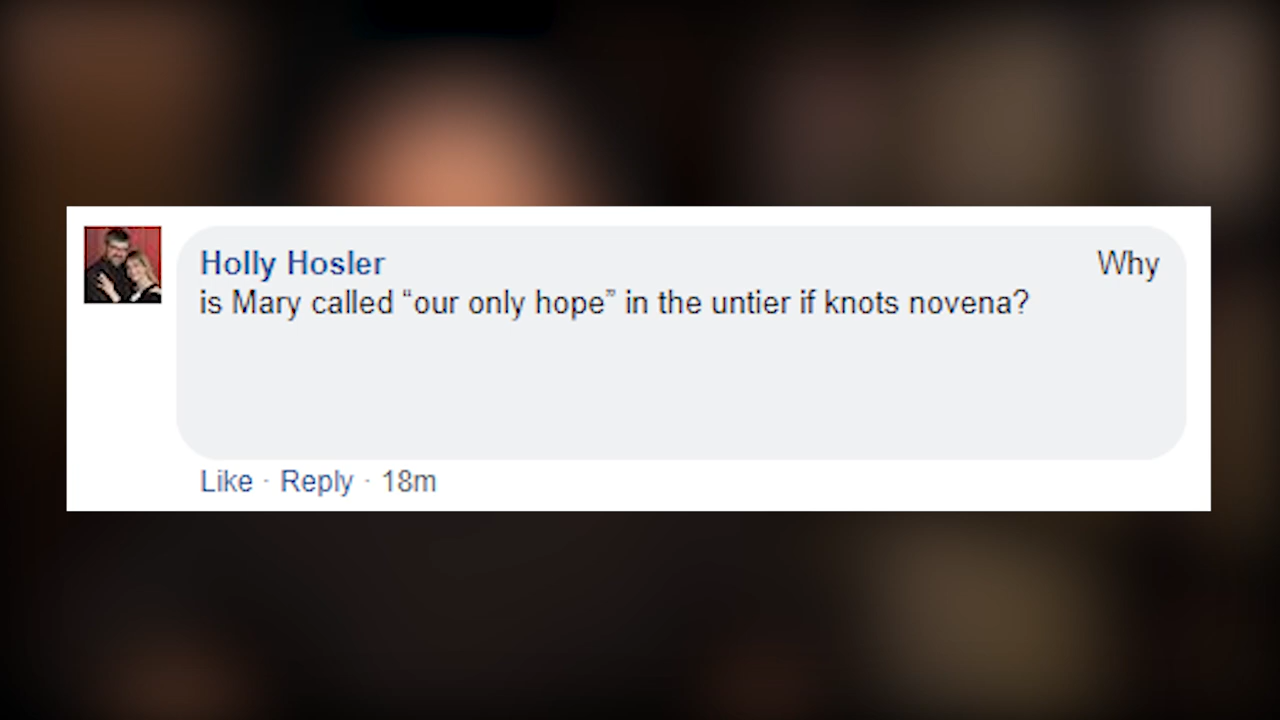 Holly Hosler Why
is Mary called “our only hope” in the untier if knots novena?
Like · Reply · 18m